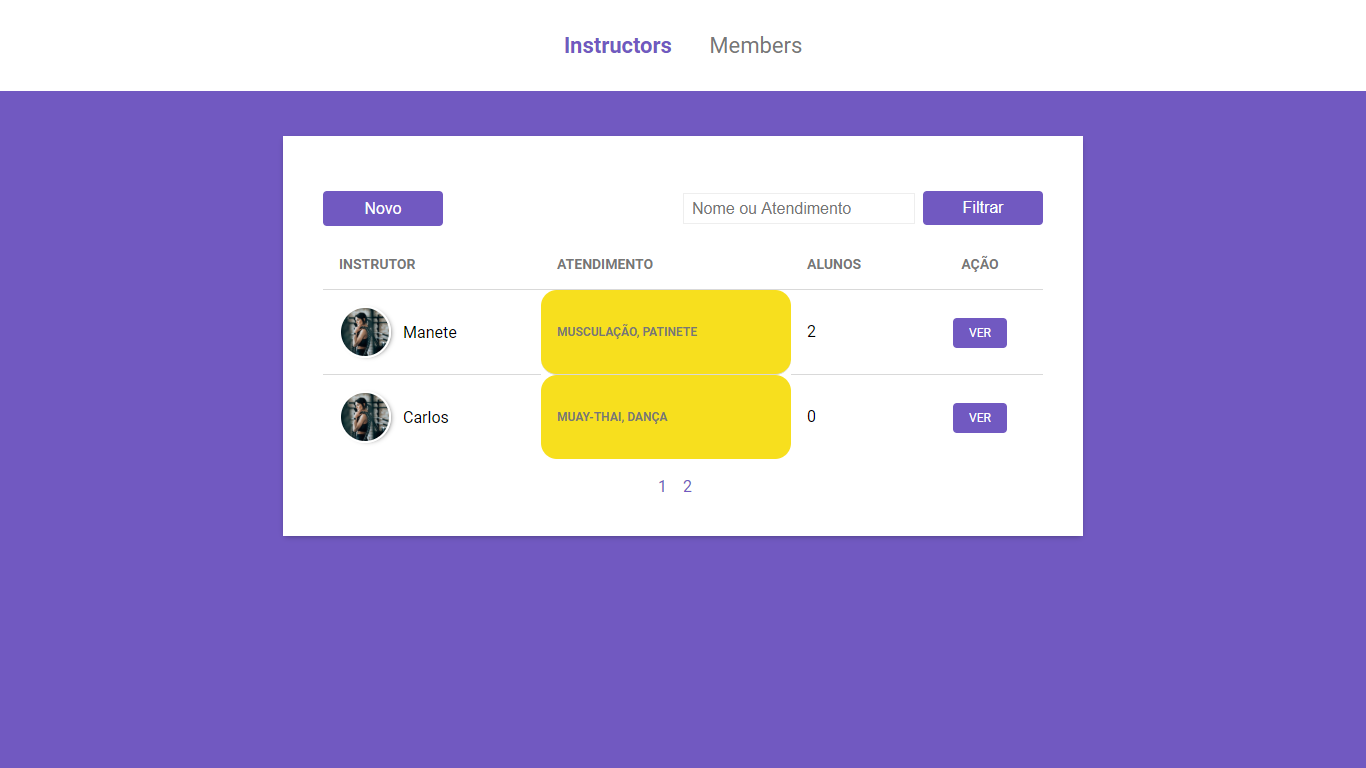 Instructors Members
Novo Nome ou Atendimento Filtrar
INSTRUTOR ATENDIMENTO ALUNOS AÇÃO
Manete MUSCULAÇÃO, PATINETE 2 VER
Carlos MUAY-THAI, DANÇA 0 VER
1 2